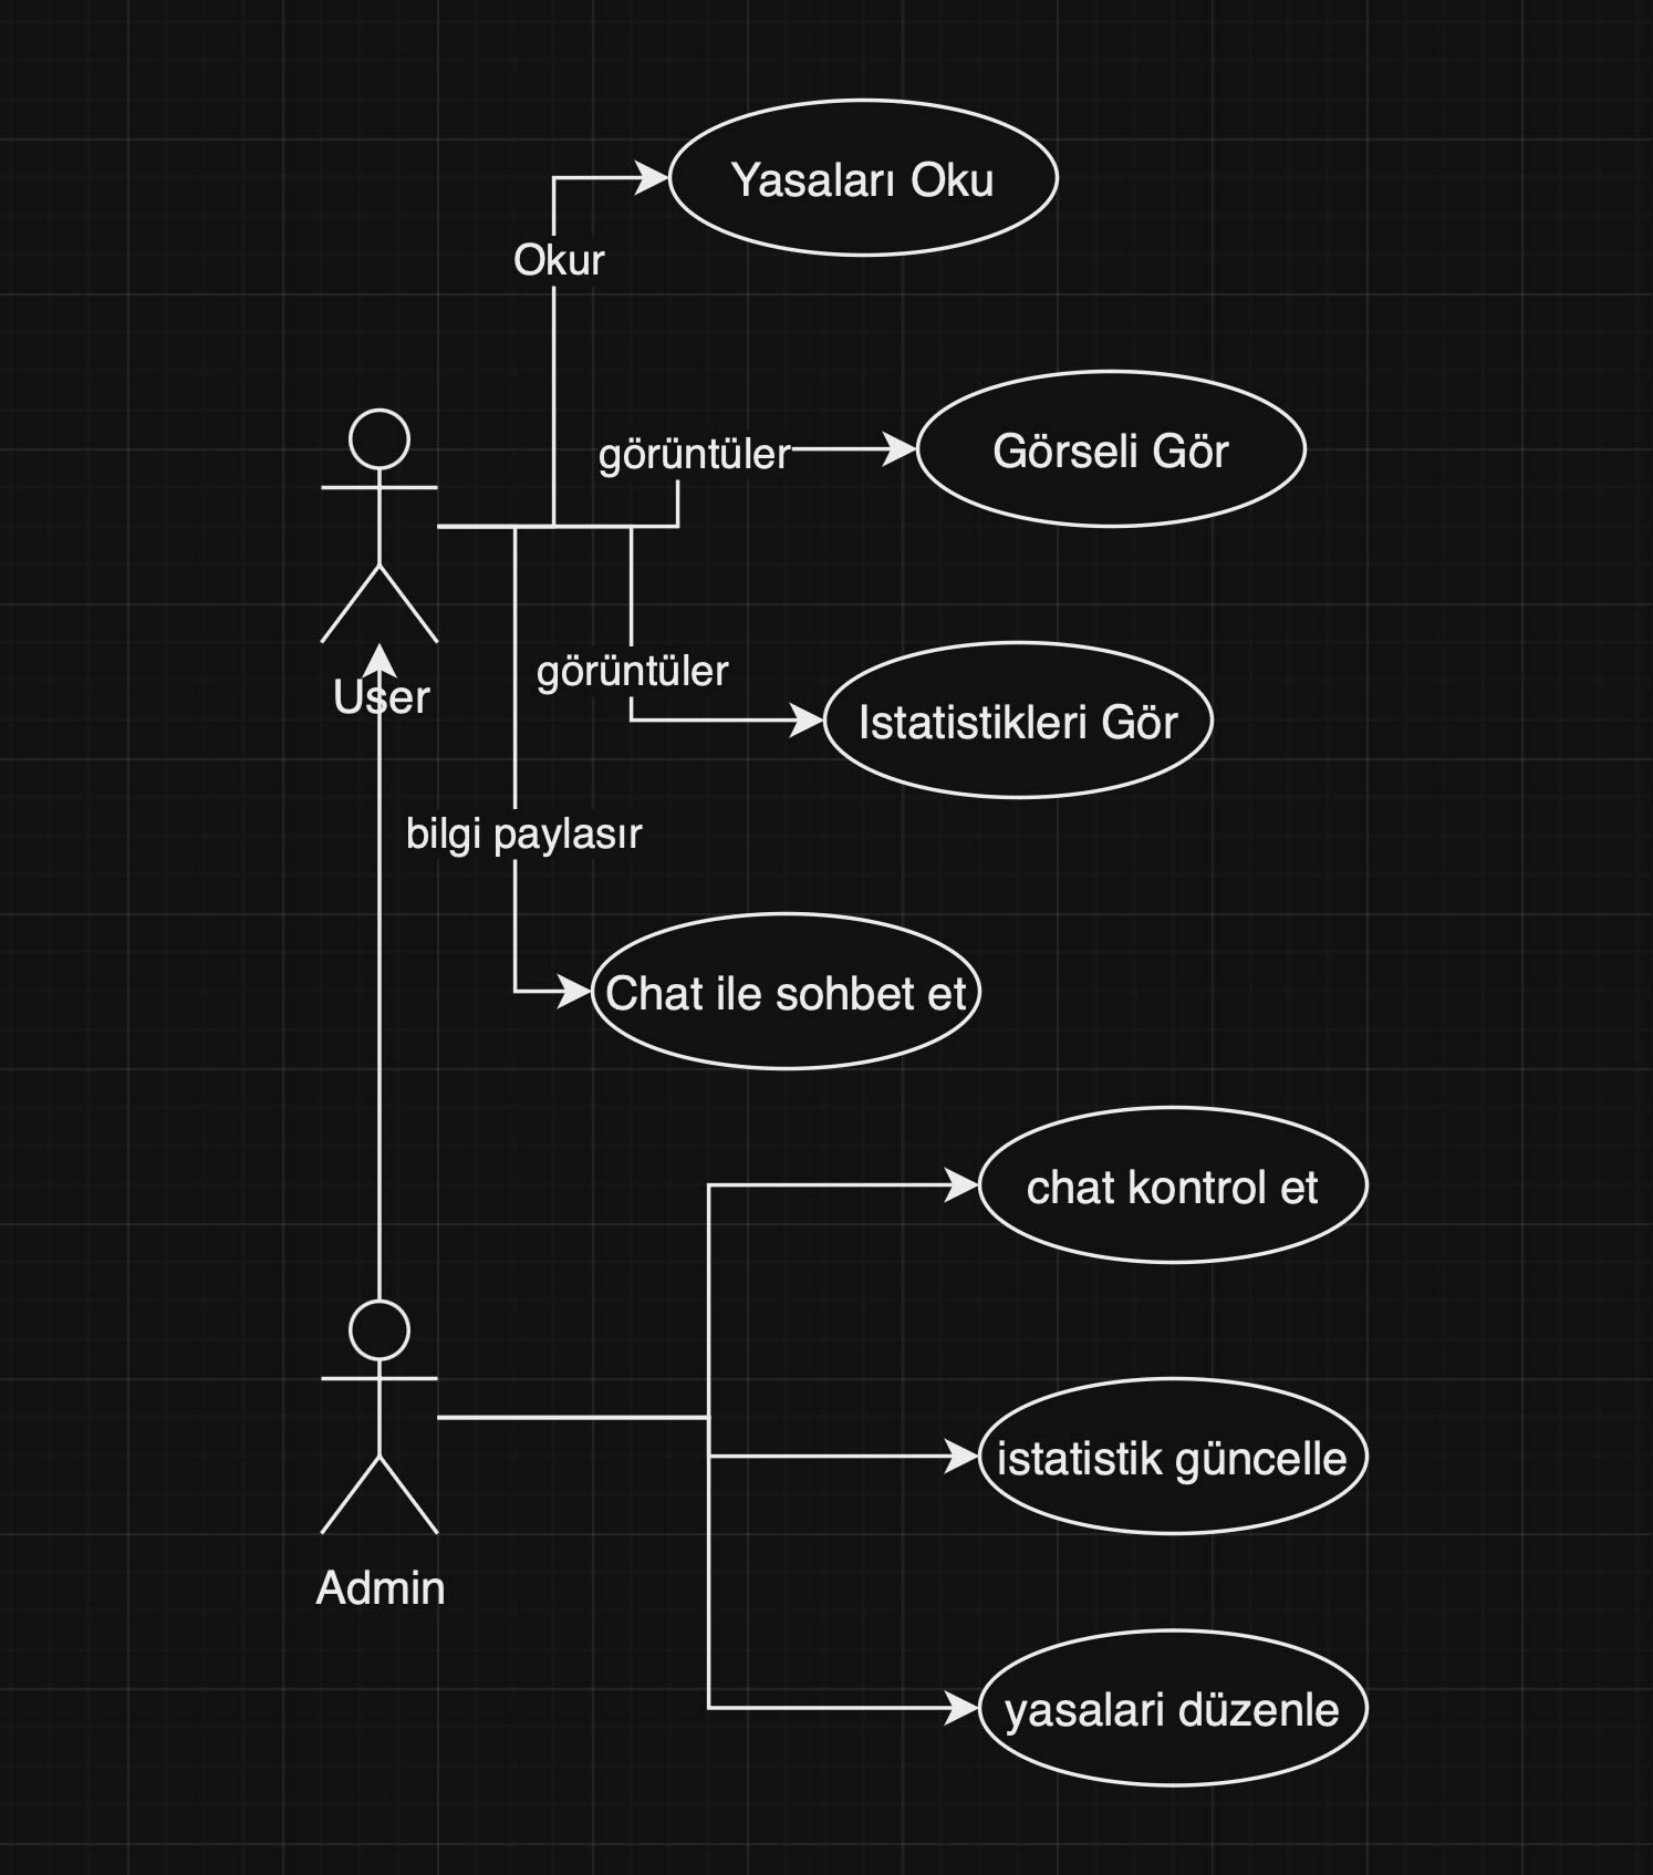 Yasaları Oku
Okur
görüntüler
Görseli Gör
User
görüntüler
Istatistikleri Gör
bilgi paylasır
Chat ile sohbet et
chat kontrol et
istatistik güncelle
Admin
yasalari düzenle